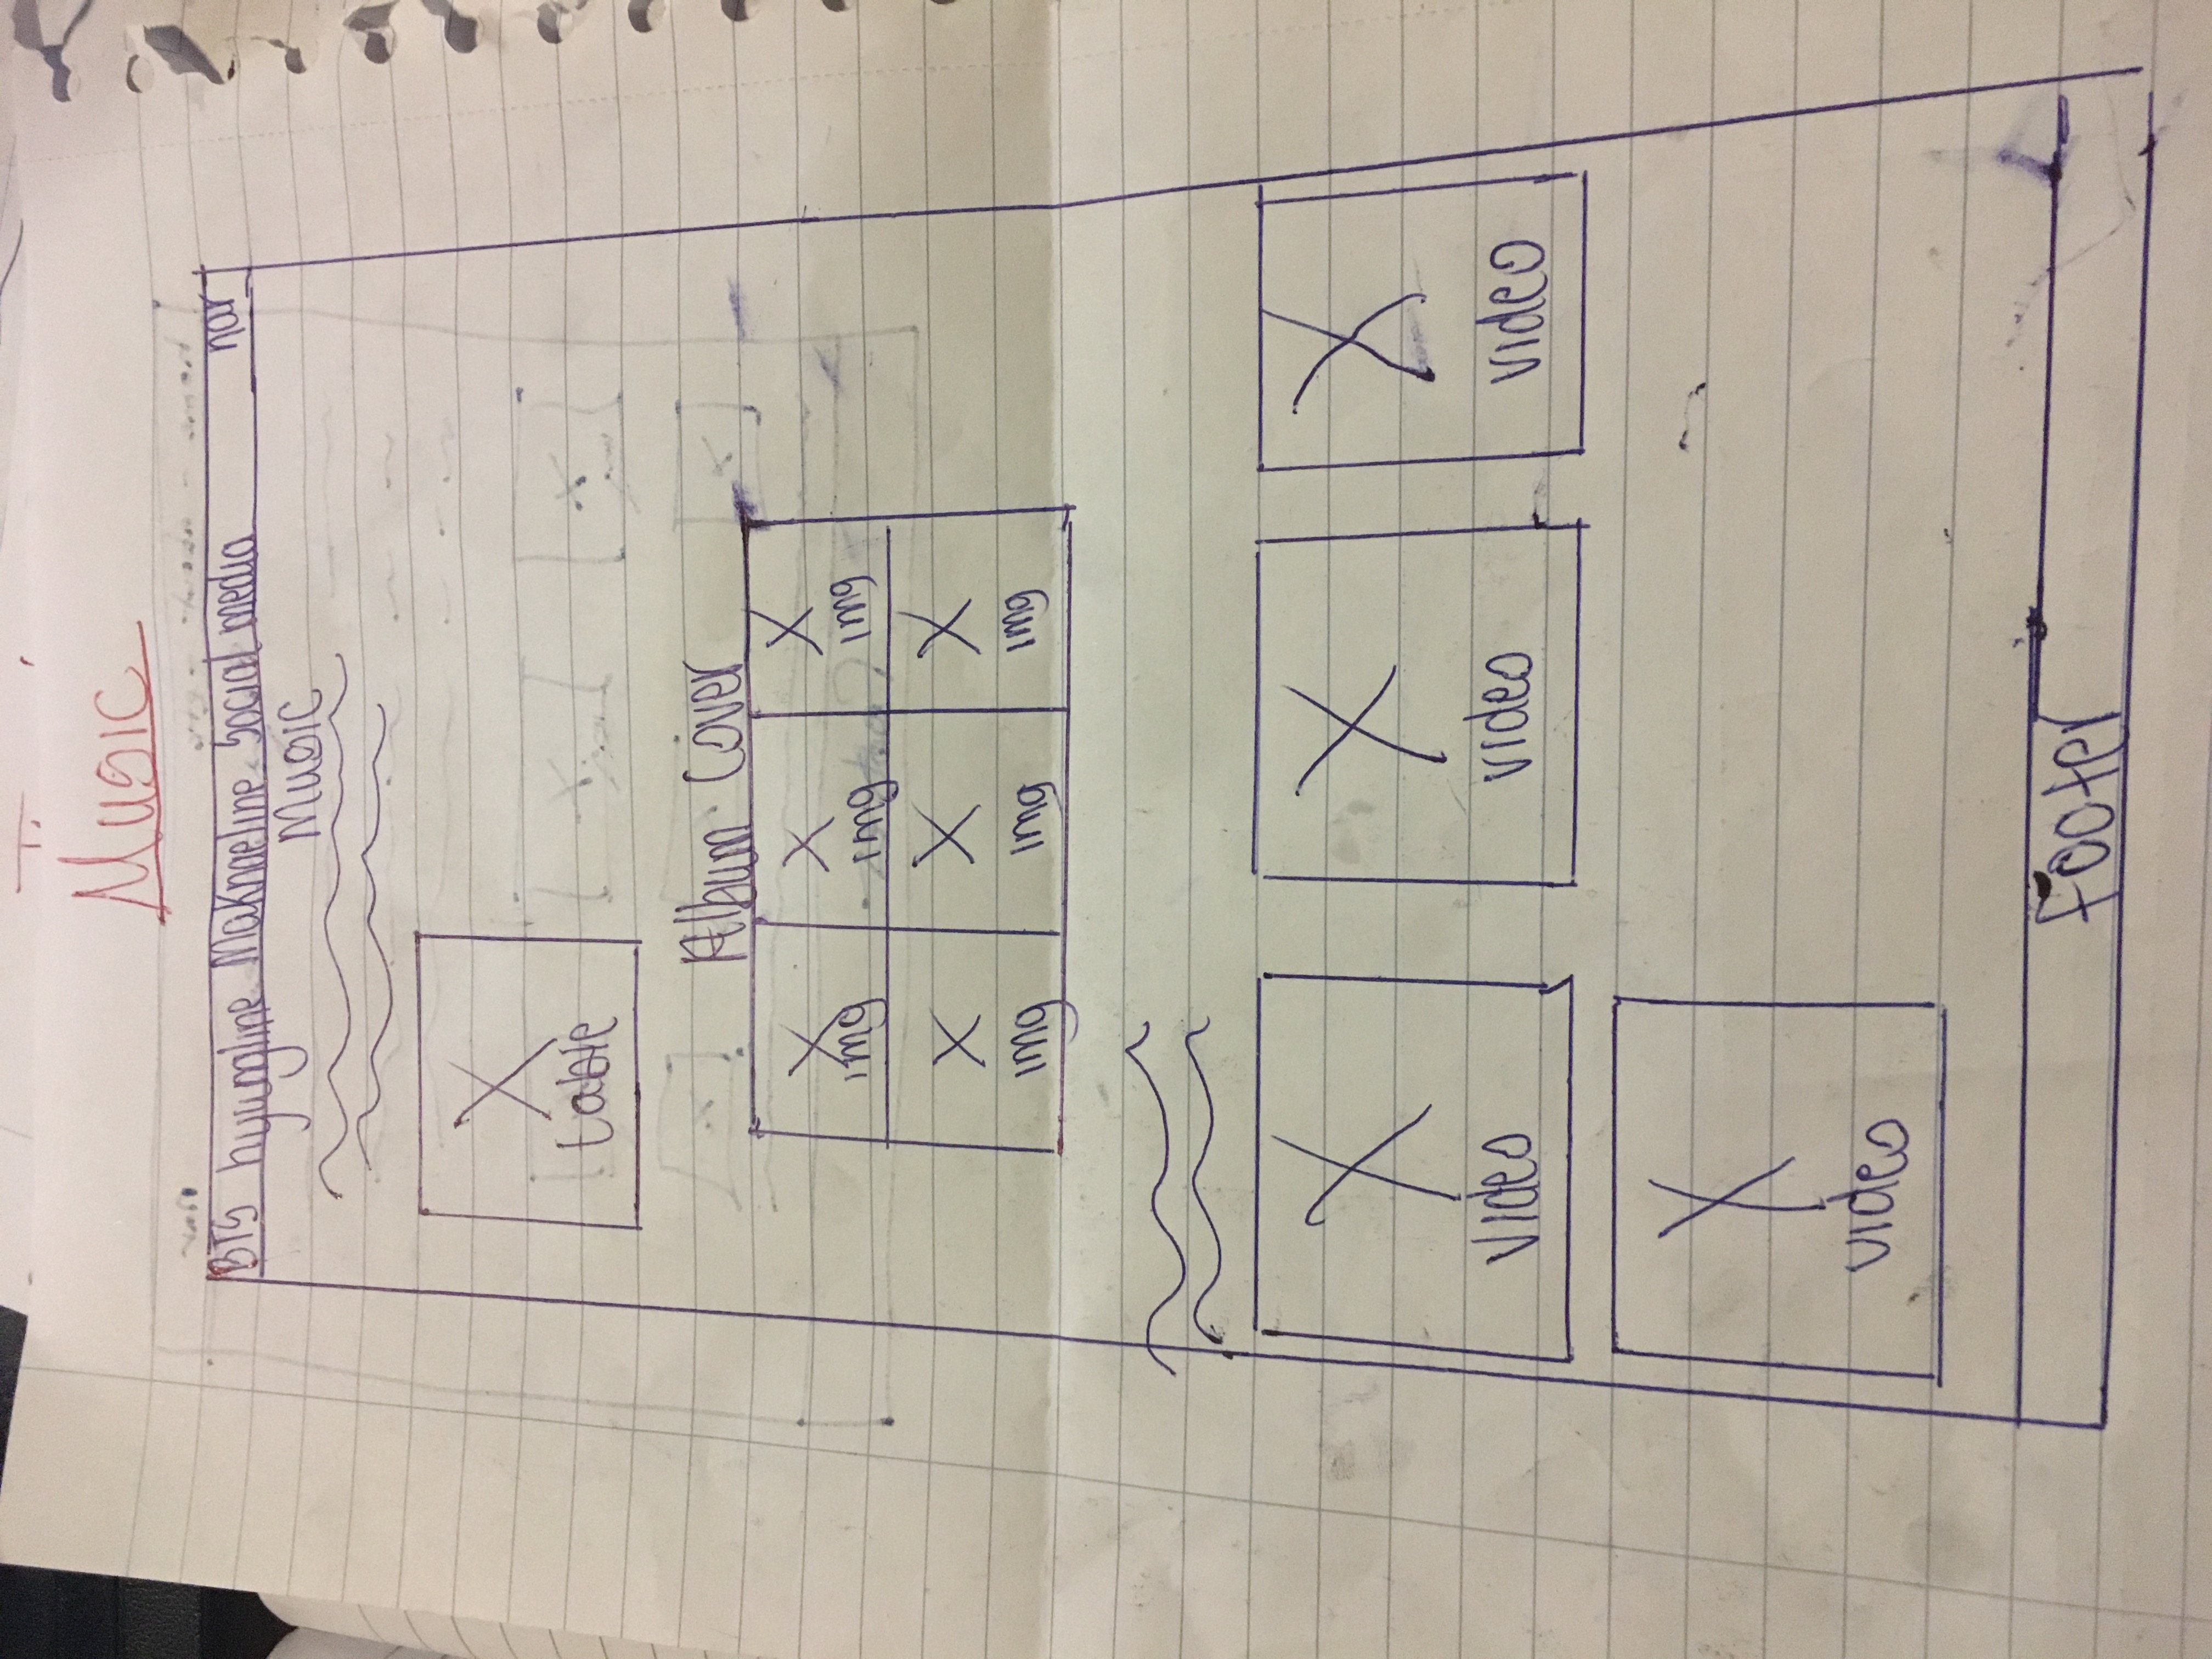 Music
BTS hyungline Maknaeline Social media nar
Music
table
Album Cover
img img img
img img img
video video video
video
Footer